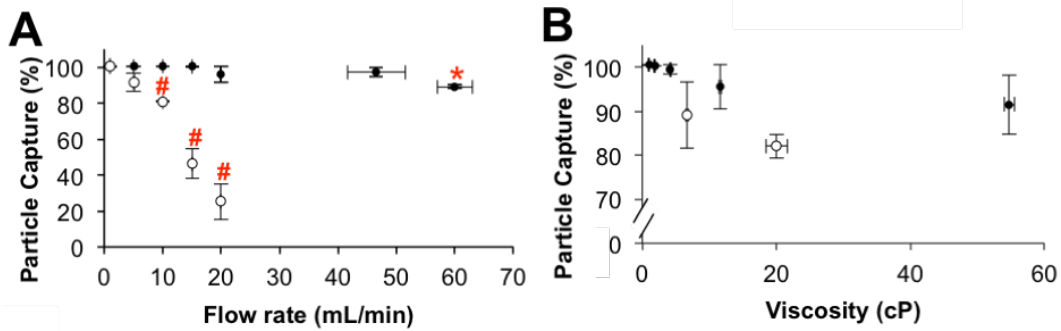 A
Particle Capture (%)
100
80
60
40
20
0
#
#
#
*
0 10 20 30 40 50 60 70
Flow rate (mL/min)
B
Particle Capture (%)
100
90
80
70
0
0 20 40 60
Viscosity (cP)